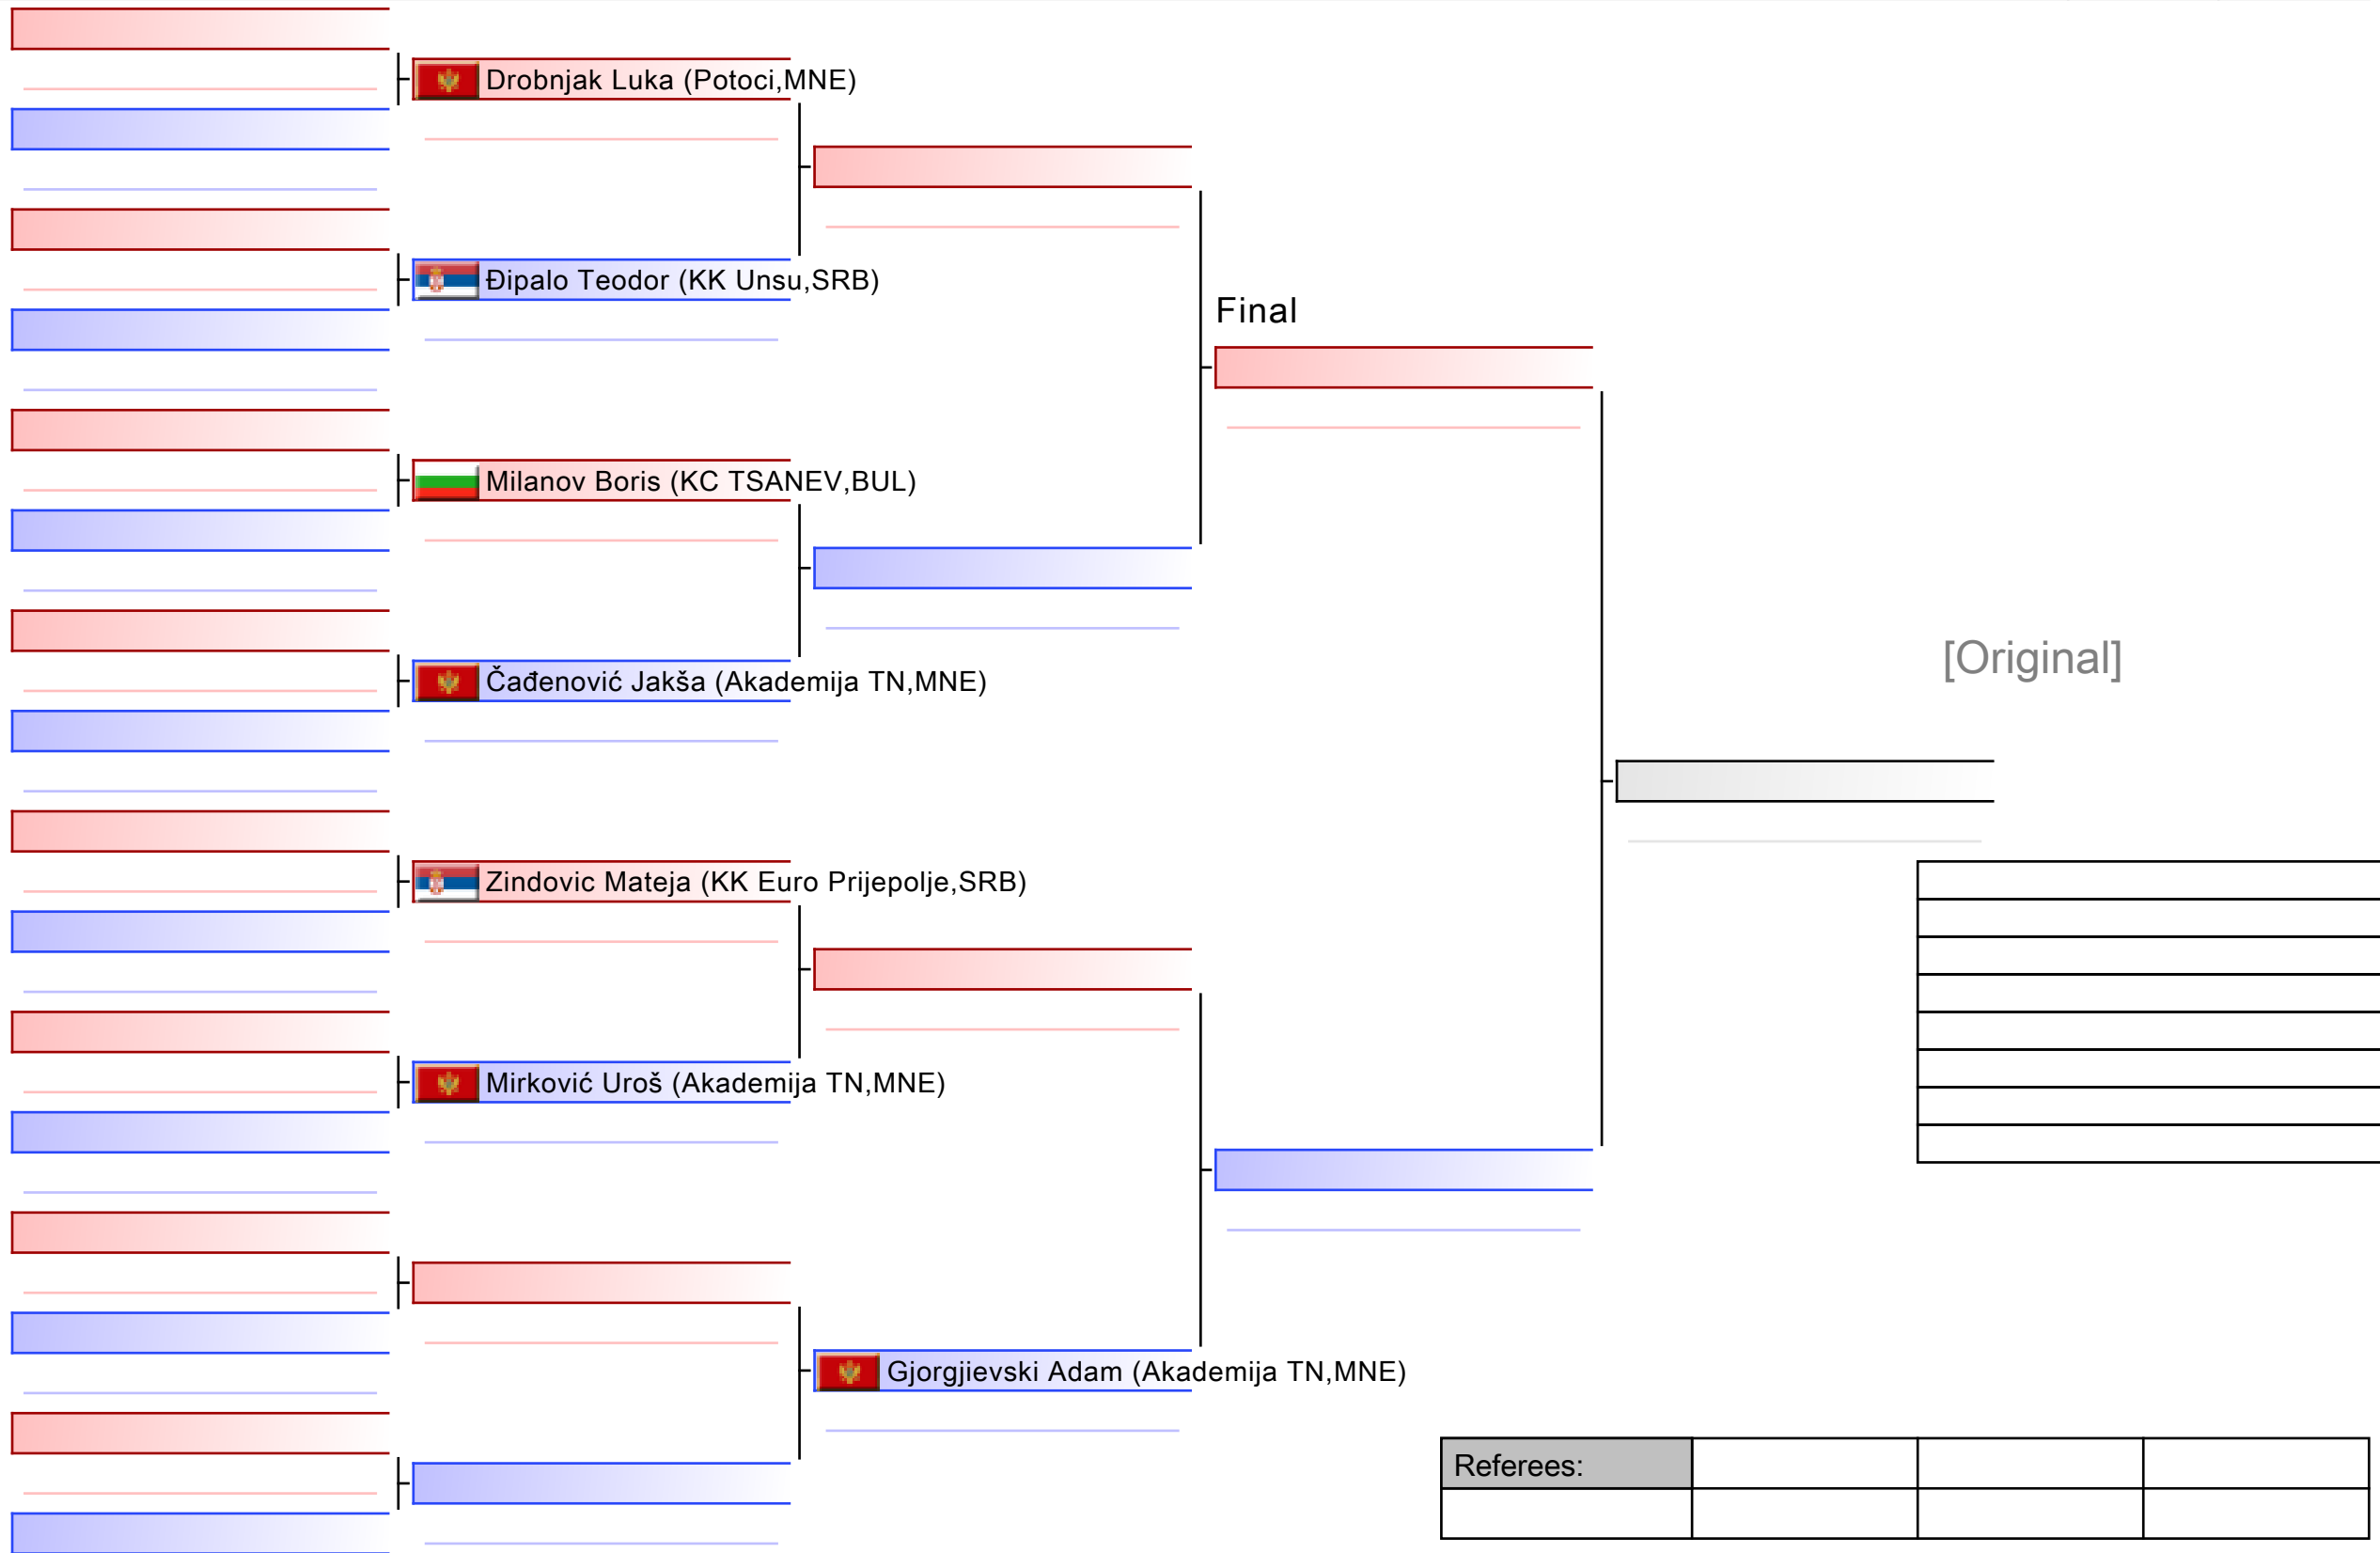 Drobnjak Luka (Potoci,MNE)
Đipalo Teodor (KK Unsu,SRB)
Final
Milanov Boris (KC TSANEV,BUL)
[Original]
Čađenović Jakša (Akademija TN,MNE)
Zindovic Mateja (KK Euro Prijepolje,SRB)
Mirković Uroš (Akademija TN,MNE)
Gjorgjievski Adam (Akademija TN,MNE)
Referees: